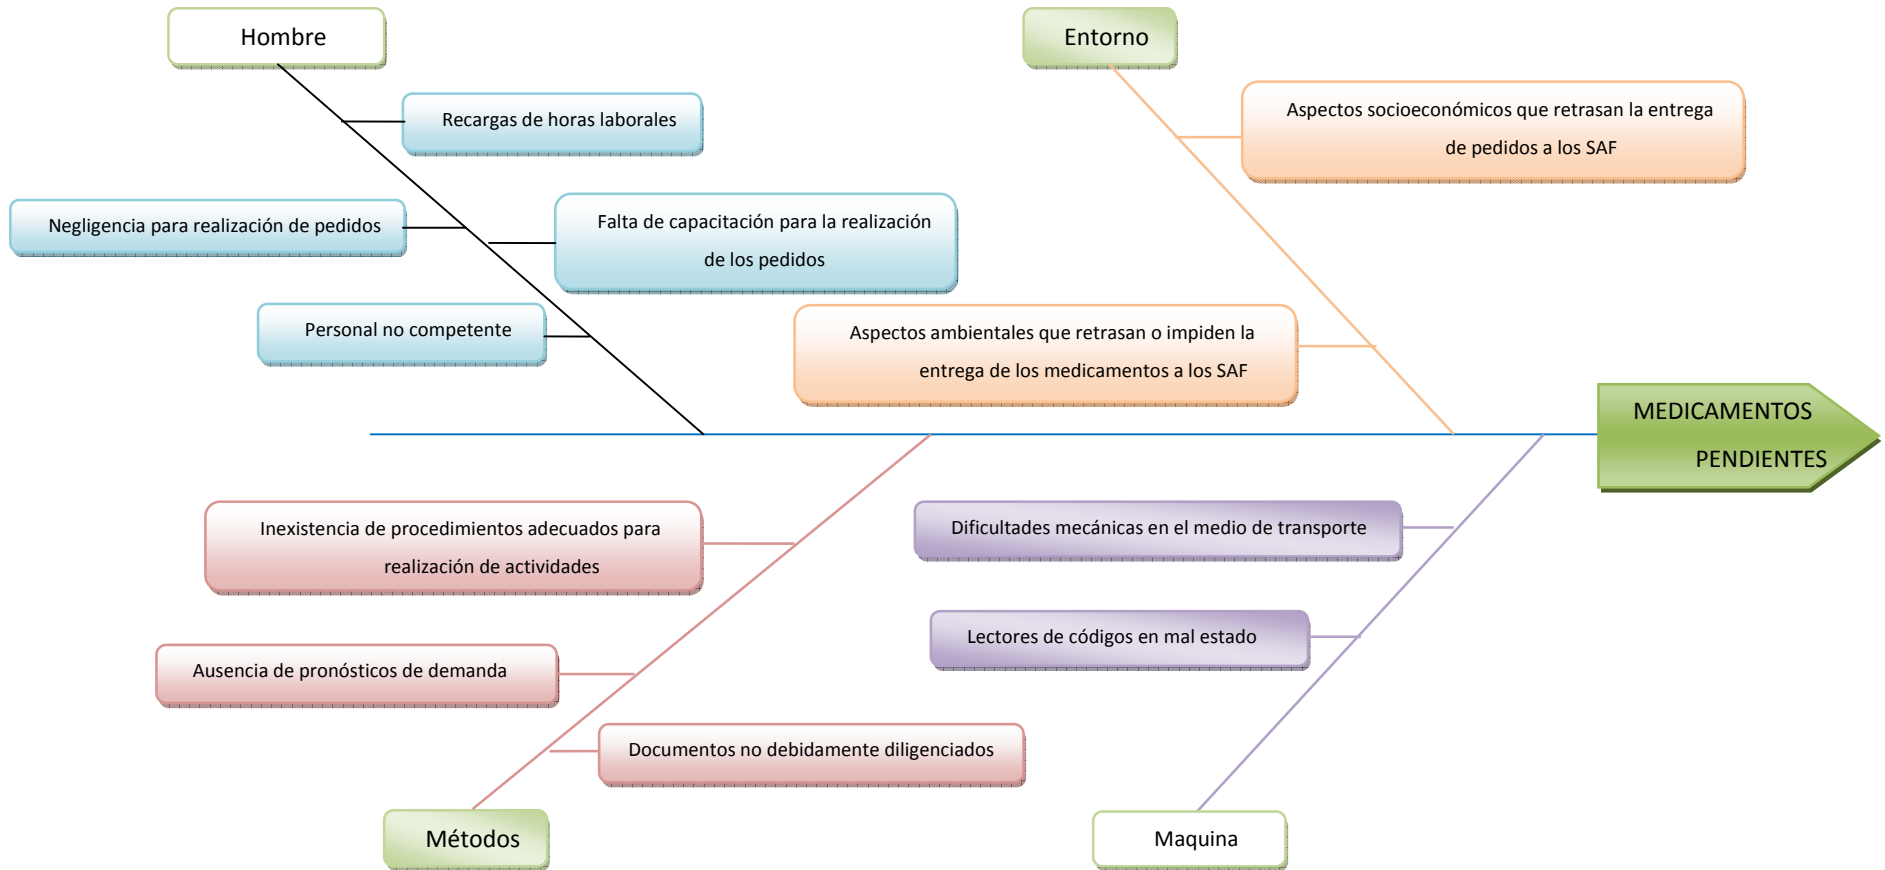 Hombre
Entorno
Recargas de horas laborales
Aspectos socioeconómicos que retrasan la entrega
de pedidos a los SAF
Negligencia para realización de pedidos
Falta de capacitación para la realización
de los pedidos
Personal no competente
Aspectos ambientales que retrasan o impiden la
entrega de los medicamentos a los SAF
MEDICAMENTOS
PENDIENTES
Inexistencia de procedimientos adecuados para
realización de actividades
Dificultades mecánicas en el medio de transporte
Lectores de códigos en mal estado
Ausencia de pronósticos de demanda
Documentos no debidamente diligenciados
Métodos
Maquina